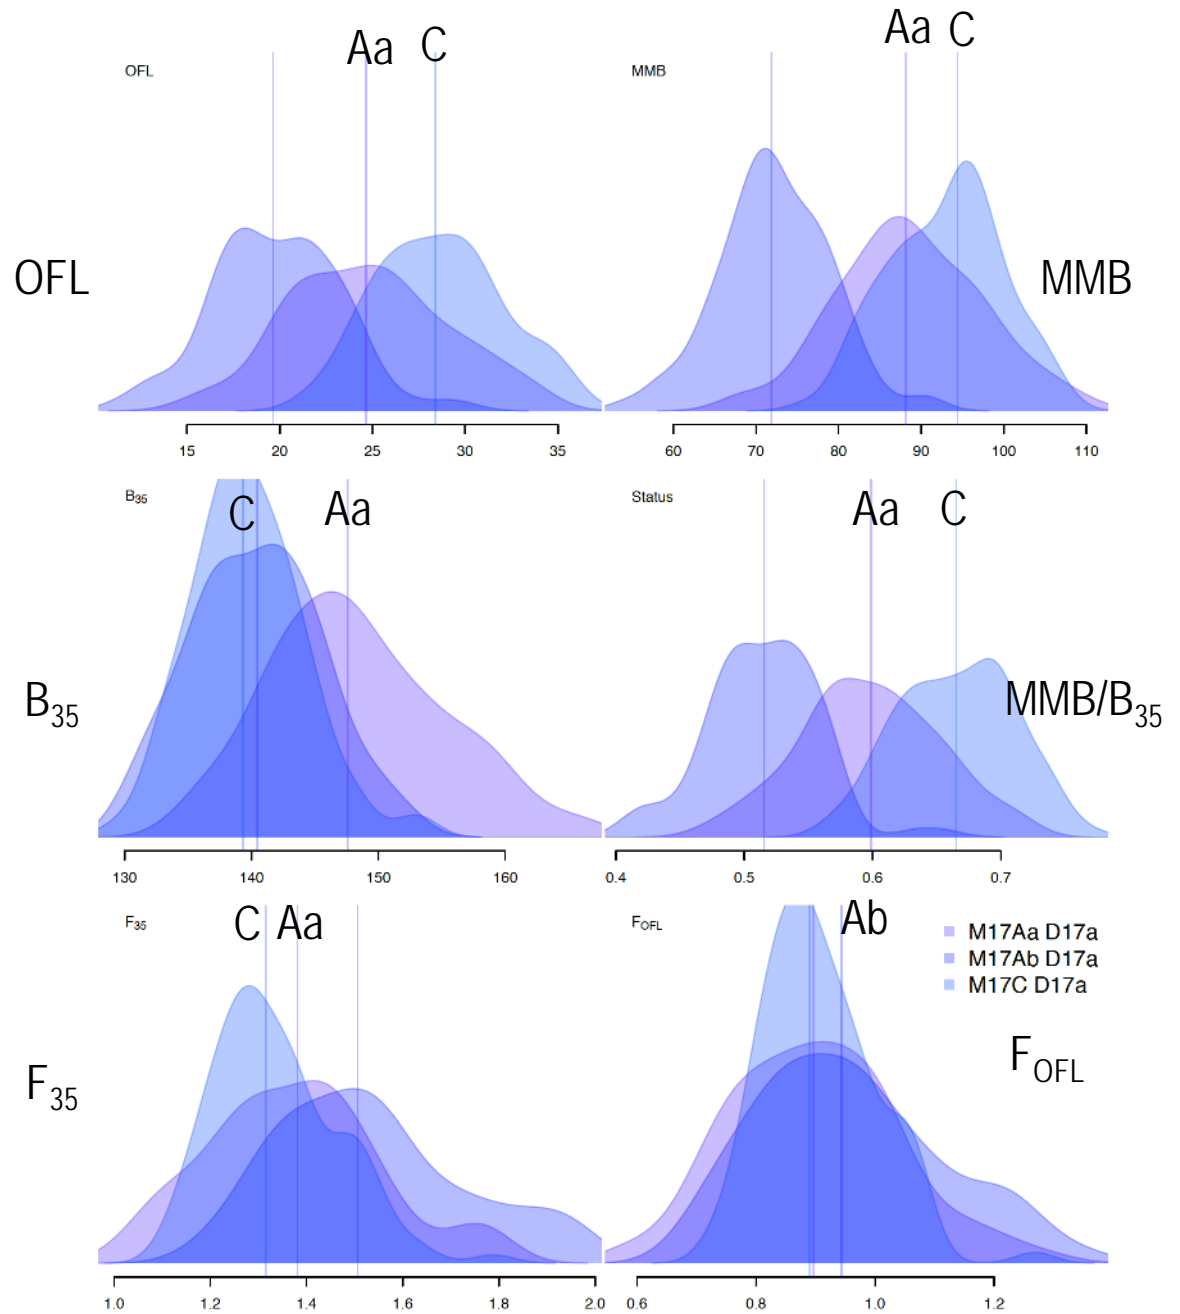 Aa C
Aa C
OFL
MMB
OFL
MMB
15 20 25 30 35
60 70 80 90 100 110
B35
C Aa
Status
Aa C
B35
MMB/B35
130 140 150 160
0.4 0.5 0.6 0.7
F35
C Aa
FOFL
Ab
M17Aa D17a
M17Ab D17a
M17C D17a
F35
FOFL
1.0 1.2 1.4 1.6 1.8 2.0
0.6 0.8 1.0 1.2